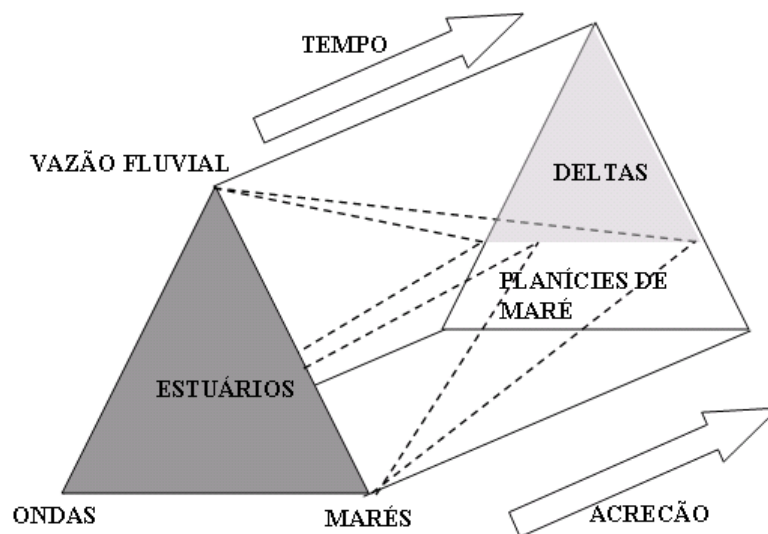 TEMPO
VAZÃO FLUVIAL
DELTAS
PLANÍCIES DE
MARÉ
ESTUÁRIOS
ONDAS
MARÉS
ACRECÃO